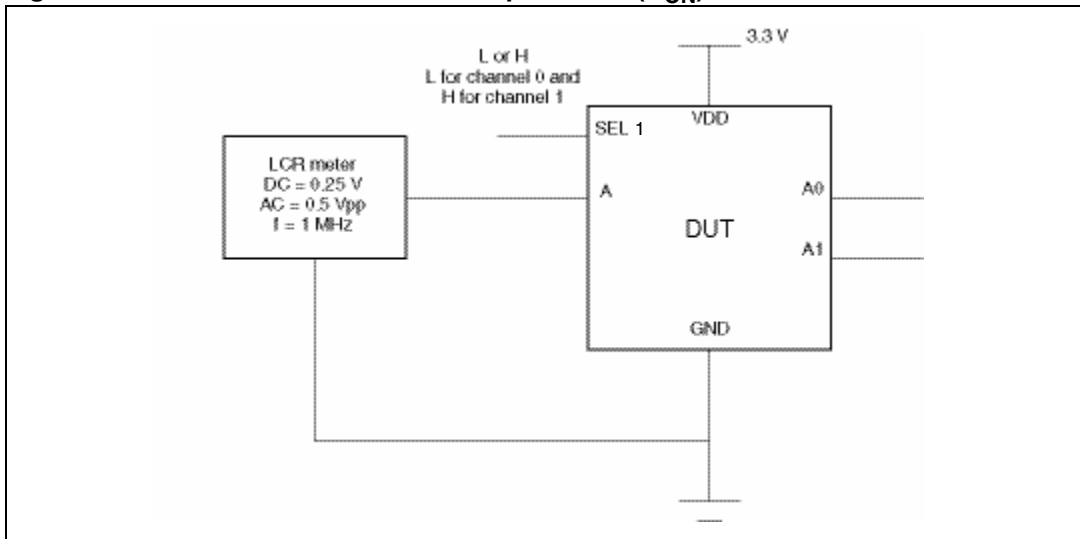 3.3 V
L or H
L for channel 0 and
H for channel 1
SEL 1
VDD
LCR meter
DC = 0.25 V
AC = 0.5 Vpp
f = 1 MHz
A
A0
DUT
A1
GND